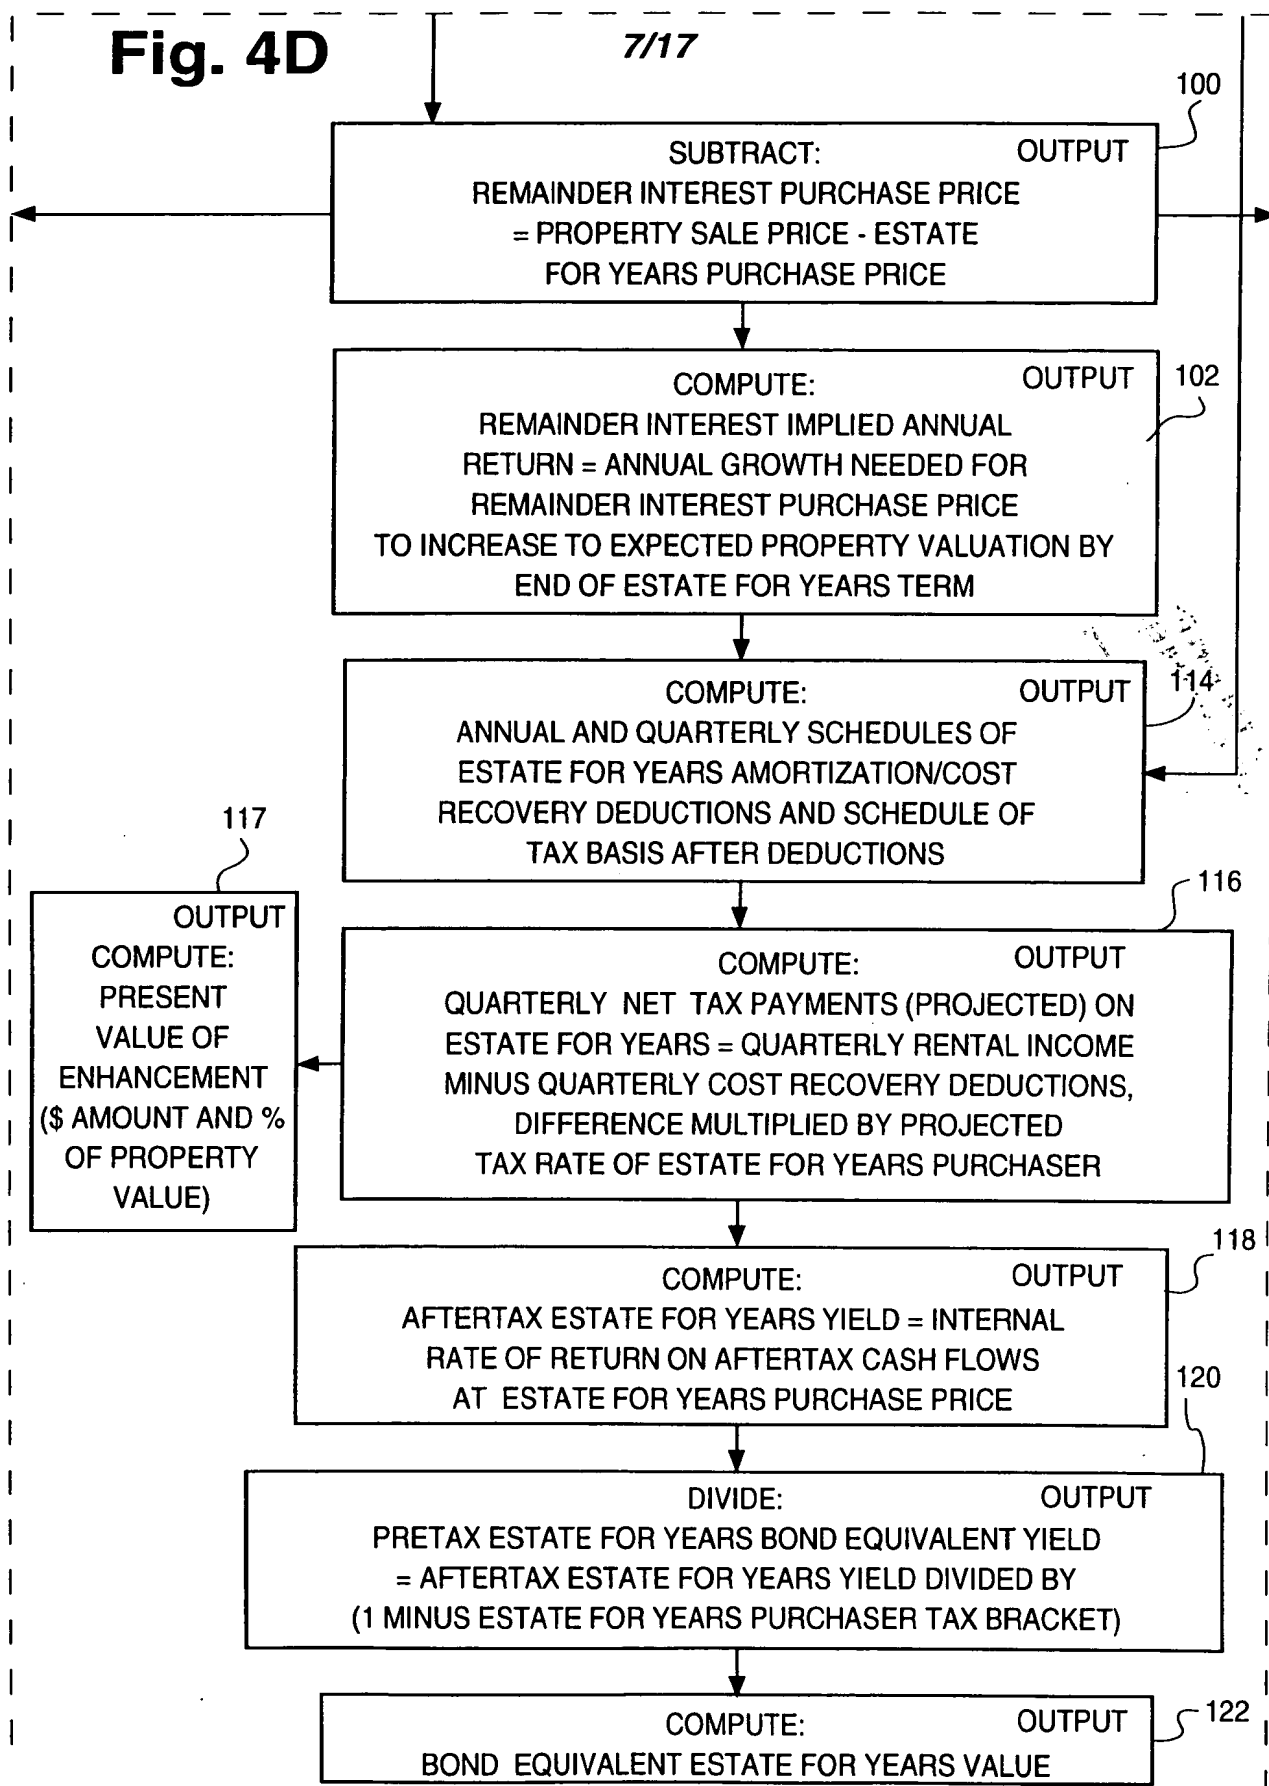 Fig. 4D
7/17
100
SUBTRACT: OUTPUT
REMAINDER INTEREST PURCHASE PRICE
= PROPERTY SALE PRICE - ESTATE
FOR YEARS PURCHASE PRICE
102
COMPUTE: OUTPUT
REMAINDER INTEREST IMPLIED ANNUAL
RETURN = ANNUAL GROWTH NEEDED FOR
REMAINDER INTEREST PURCHASE PRICE
TO INCREASE TO EXPECTED PROPERTY VALUATION BY
END OF ESTATE FOR YEARS TERM
114
COMPUTE: OUTPUT
ANNUAL AND QUARTERLY SCHEDULES OF
ESTATE FOR YEARS AMORTIZATION/COST
RECOVERY DEDUCTIONS AND SCHEDULE OF
TAX BASIS AFTER DEDUCTIONS
117
OUTPUT
COMPUTE:
PRESENT
VALUE OF
ENHANCEMENT
($ AMOUNT AND %
OF PROPERTY
VALUE)
116
COMPUTE: OUTPUT
QUARTERLY NET TAX PAYMENTS (PROJECTED) ON
ESTATE FOR YEARS = QUARTERLY RENTAL INCOME
MINUS QUARTERLY COST RECOVERY DEDUCTIONS,
DIFFERENCE MULTIPLIED BY PROJECTED
TAX RATE OF ESTATE FOR YEARS PURCHASER
118
COMPUTE: OUTPUT
AFTERTAX ESTATE FOR YEARS YIELD = INTERNAL
RATE OF RETURN ON AFTERTAX CASH FLOWS
AT ESTATE FOR YEARS PURCHASE PRICE
120
DIVIDE: OUTPUT
PRETAX ESTATE FOR YEARS BOND EQUIVALENT YIELD
= AFTERTAX ESTATE FOR YEARS YIELD DIVIDED BY
(1 MINUS ESTATE FOR YEARS PURCHASER TAX BRACKET)
122
COMPUTE: OUTPUT
BOND EQUIVALENT ESTATE FOR YEARS VALUE